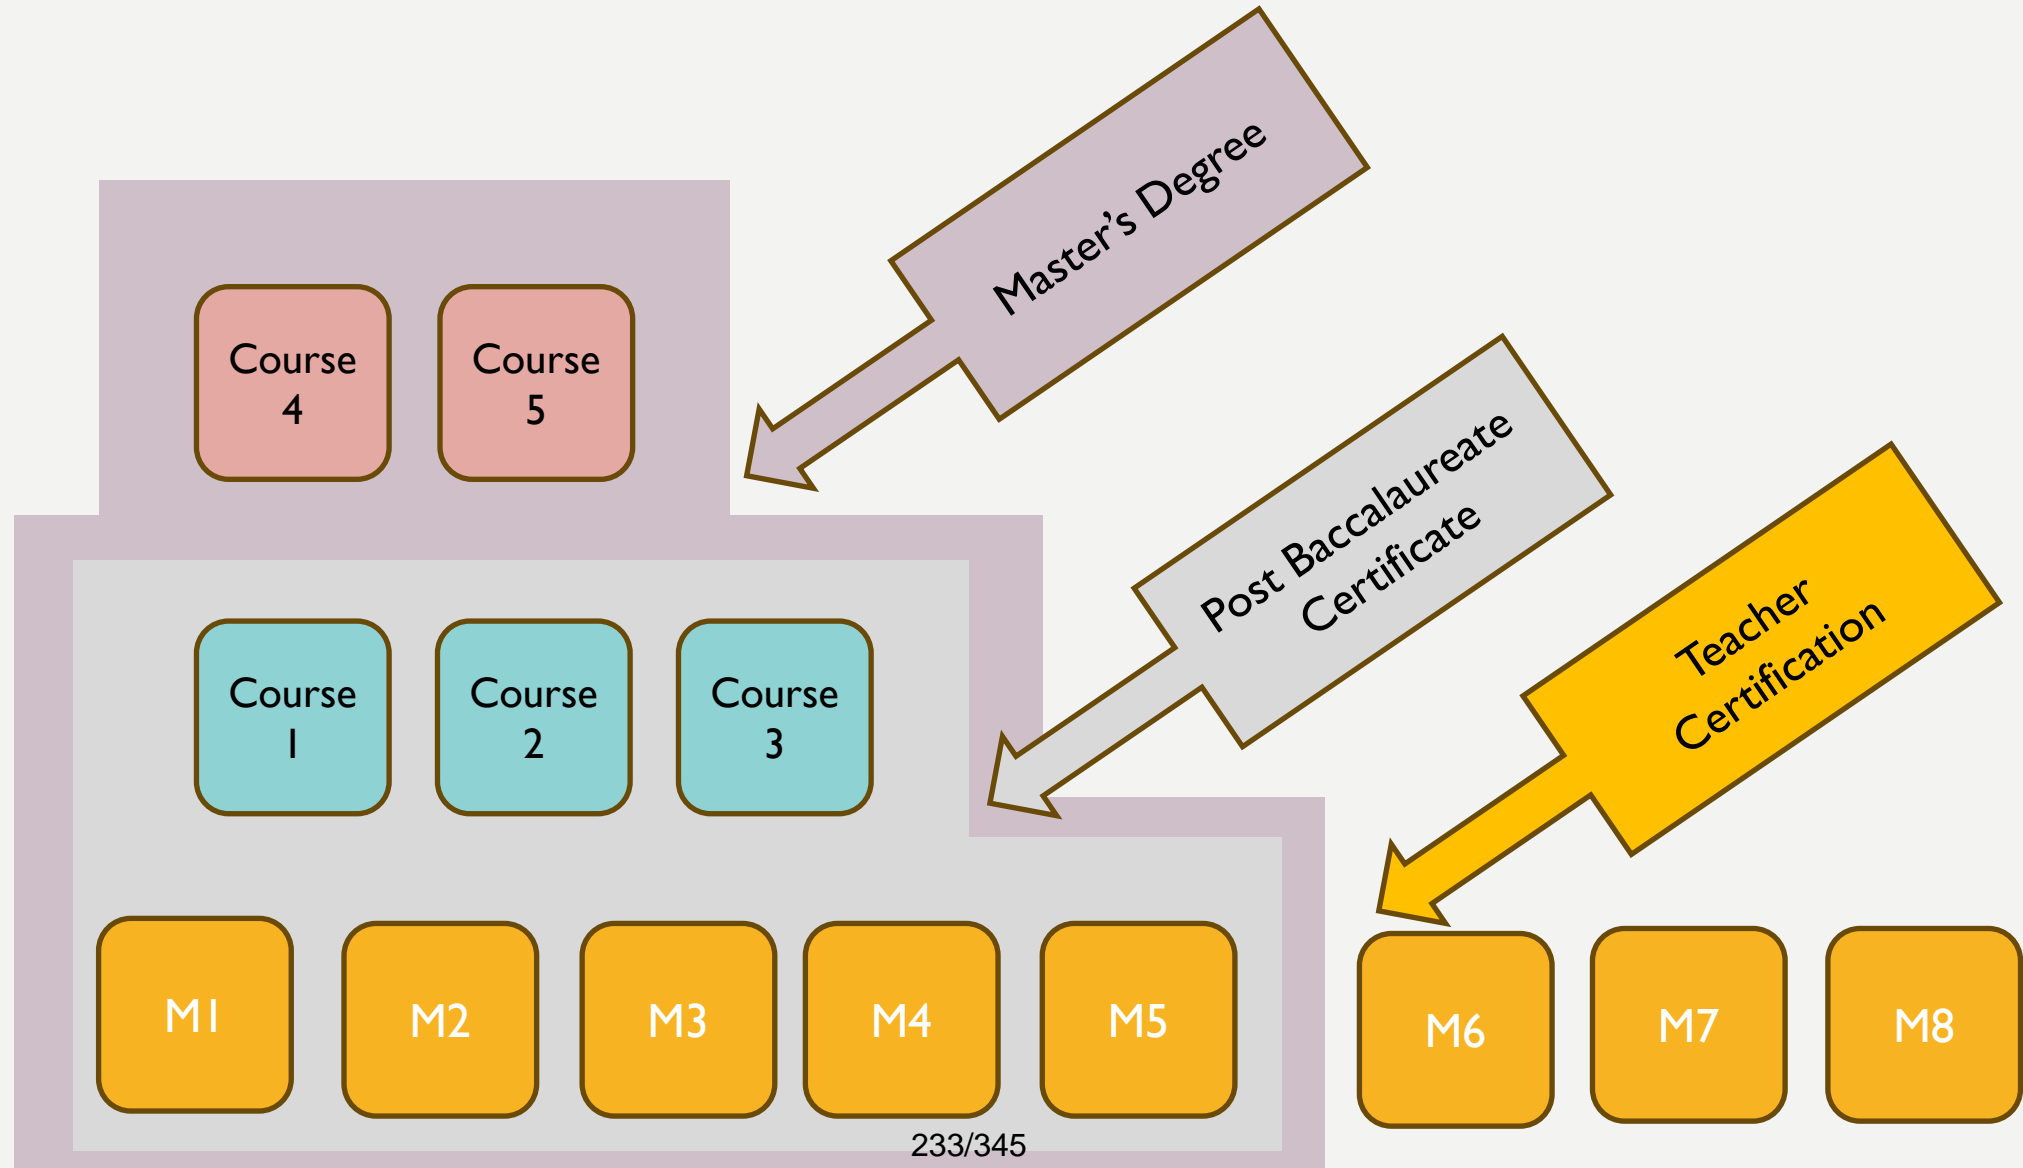 Master's Degree
Course
4
Course
5
Post Baccalaureate
Certificate
Teacher
Certification
Course
1
Course
2
Course
3
M1
M2
M3
M4
M5
M6
M7
M8
233/345